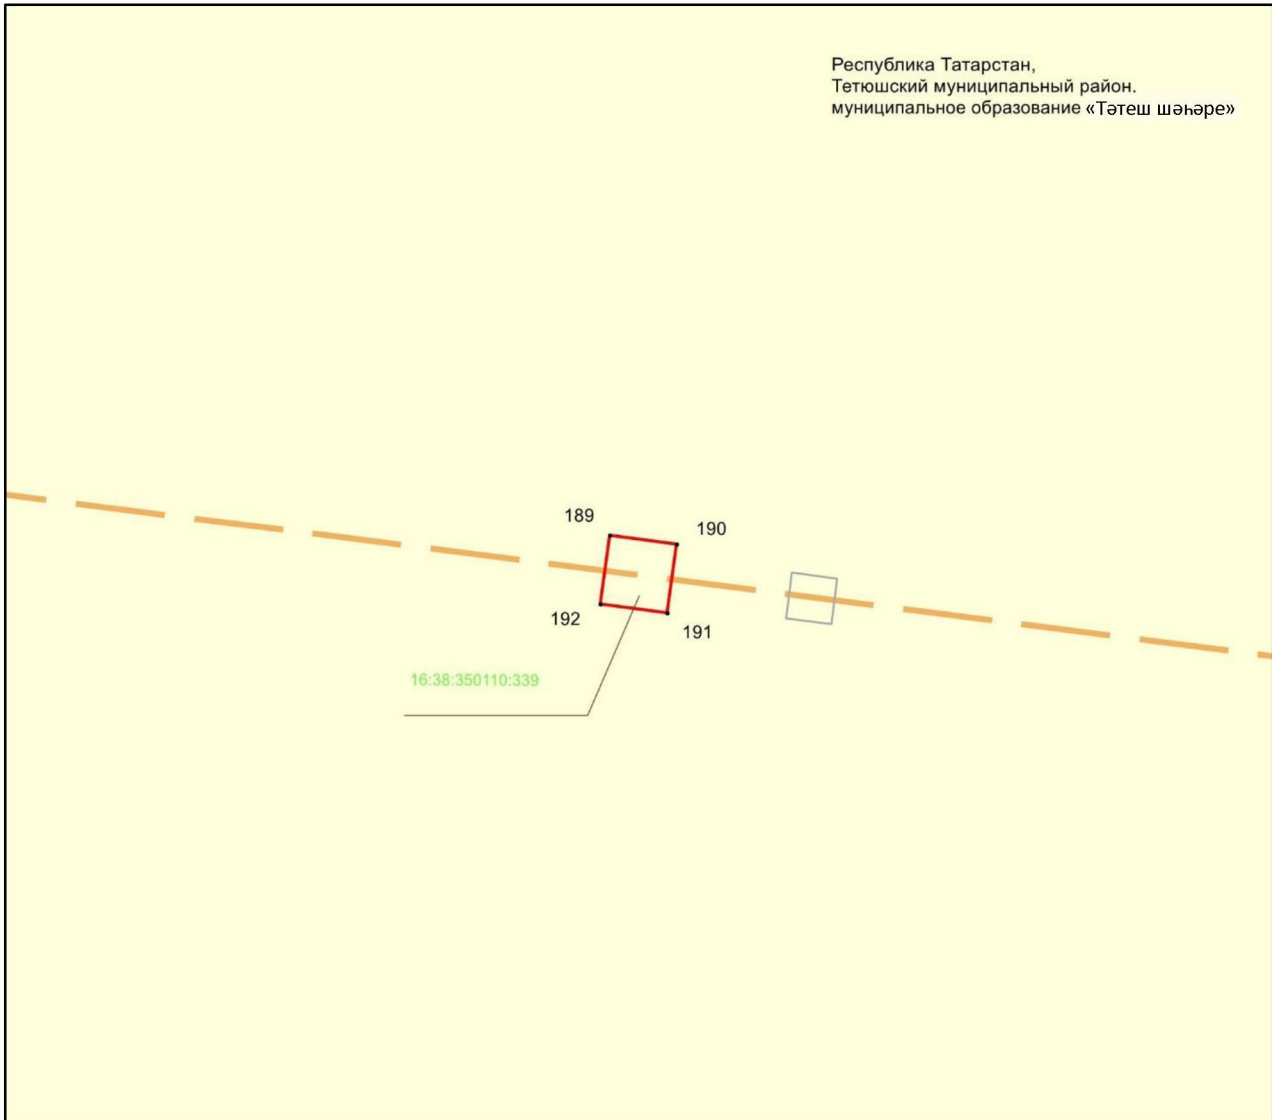 Республика Татарстан,
Тетюшский муниципальный район.
муниципальное образование «Тәтеш шәһәре»
189
190
192
191
16:38:350110:339